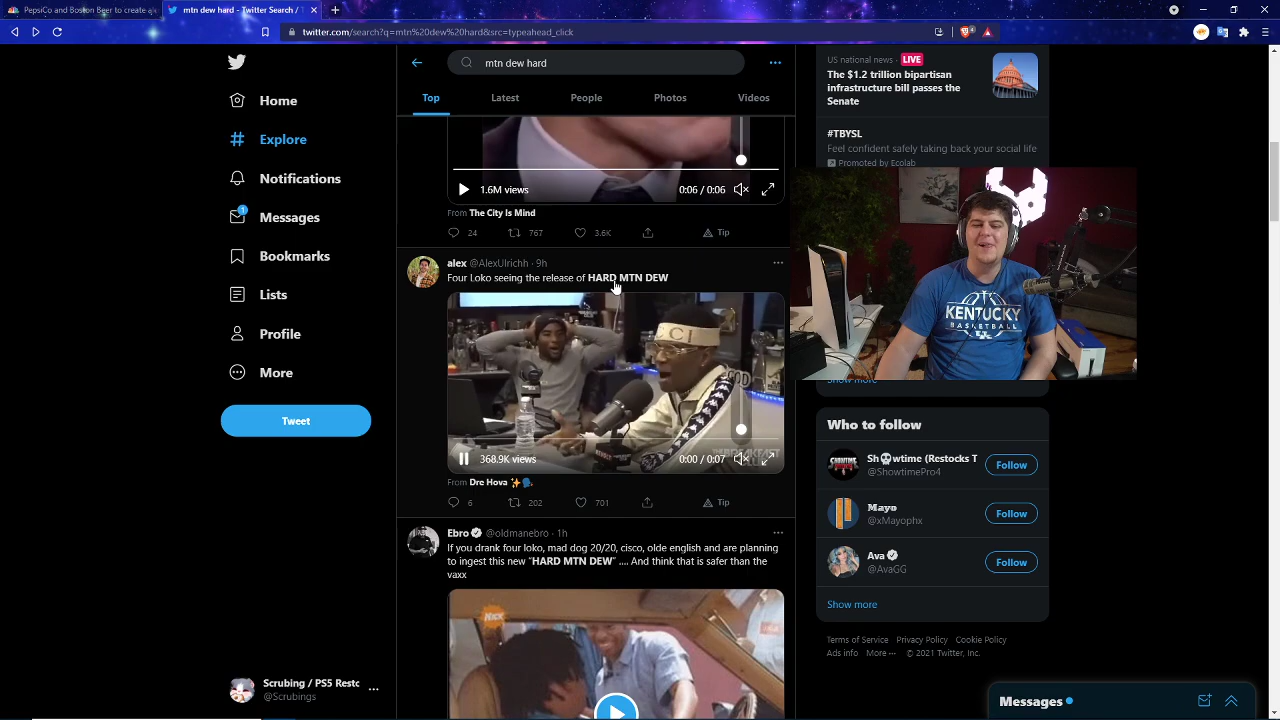 PepsiCo and Boston Beer to create alc
mtn dew hard - Twitter Search / T
twitter.com/search?q=mtn%20dew%20hard&src=typeahead_click
Home
Explore
Notifications
1
Messages
Bookmarks
Lists
Profile
More
Tweet
Scrubing / PS5 Restc
@Scrubings
mtn dew hard
Top
Latest
People
Photos
Videos
1.6M views
0:06 / 0:06
From The City Is Mind
24
767
3.6K
Tip
alex @AlexUlrichh · 9h
Four Loko seeing the release of HARD MTN DEW
368.9K views
0:00 / 0:07
From Dre Hova ✨🗣️.
6
202
701
Tip
Ebro @oldmanebro · 1h
If you drank four loko, mad dog 20/20, cisco, olde english and are planning
to ingest this new "HARD MTN DEW" .... And think that is safer than the
vaxx
NICK
US national news · LIVE
The $1.2 trillion bipartisan
infrastructure bill passes the
Senate
#TBYSL
Feel confident safely taking back your social life
Promoted by Ecolab
KENTUCKY
BASKETBALL
Show more
Who to follow
Sh💀wtime (Restocks T
@ShowtimePro4
Follow
Mayo
@xMayophx
Follow
Ava
@AvaGG
Follow
Show more
Terms of Service
Privacy Policy
Cookie Policy
Ads info
More ···
© 2021 Twitter, Inc.
Messages